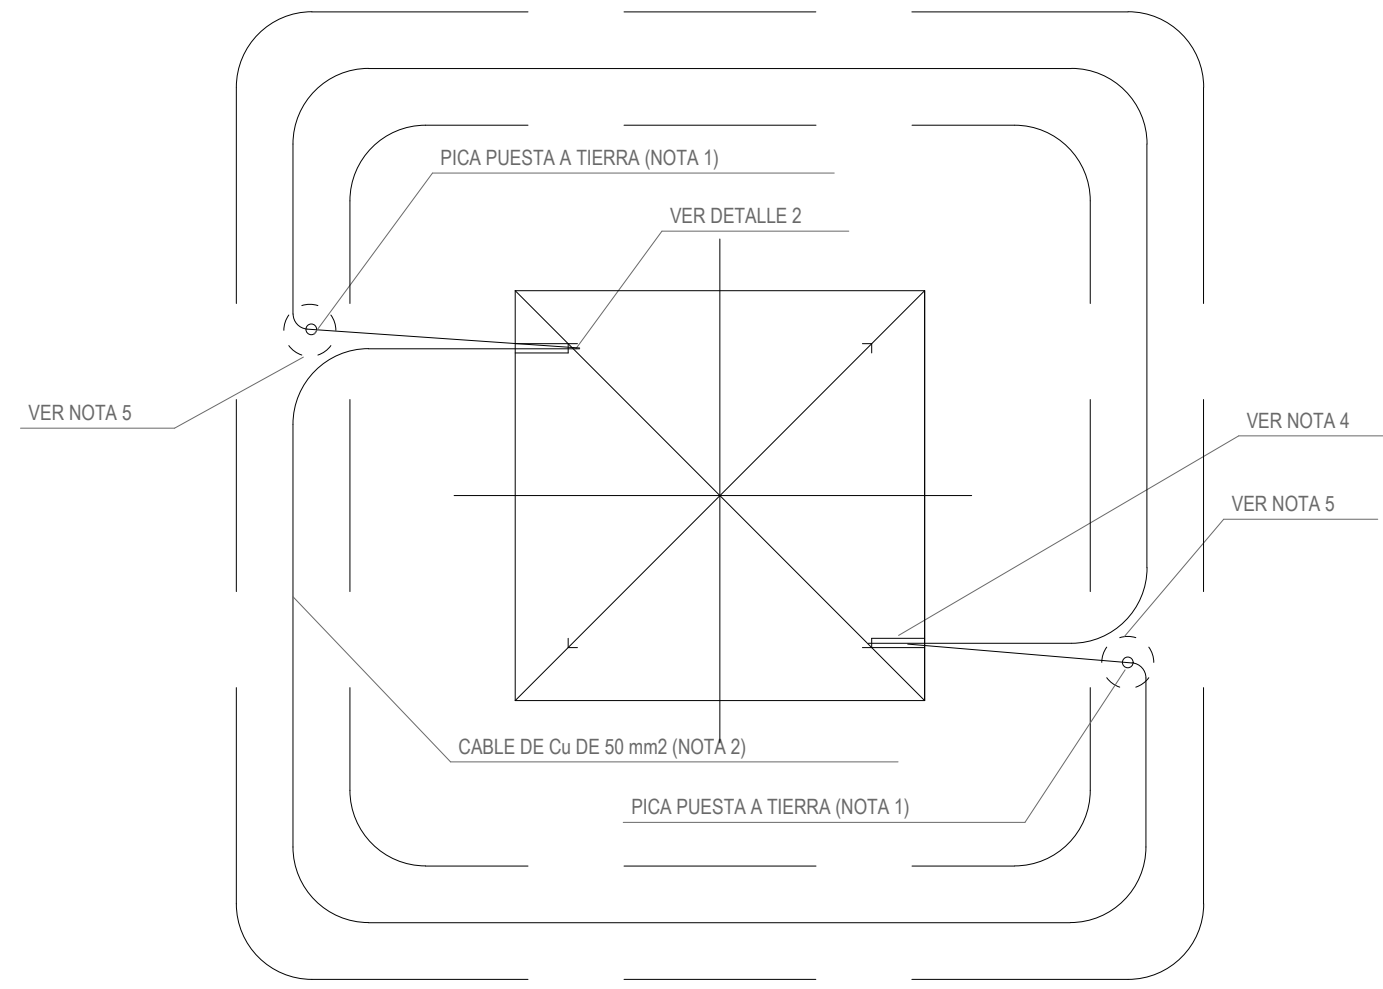 PICA PUESTA A TIERRA (NOTA 1)
VER DETALLE 2
VER NOTA 5
VER NOTA 4
VER NOTA 5
CABLE DE Cu DE 50 mm2 (NOTA 2)
PICA PUESTA A TIERRA (NOTA 1)